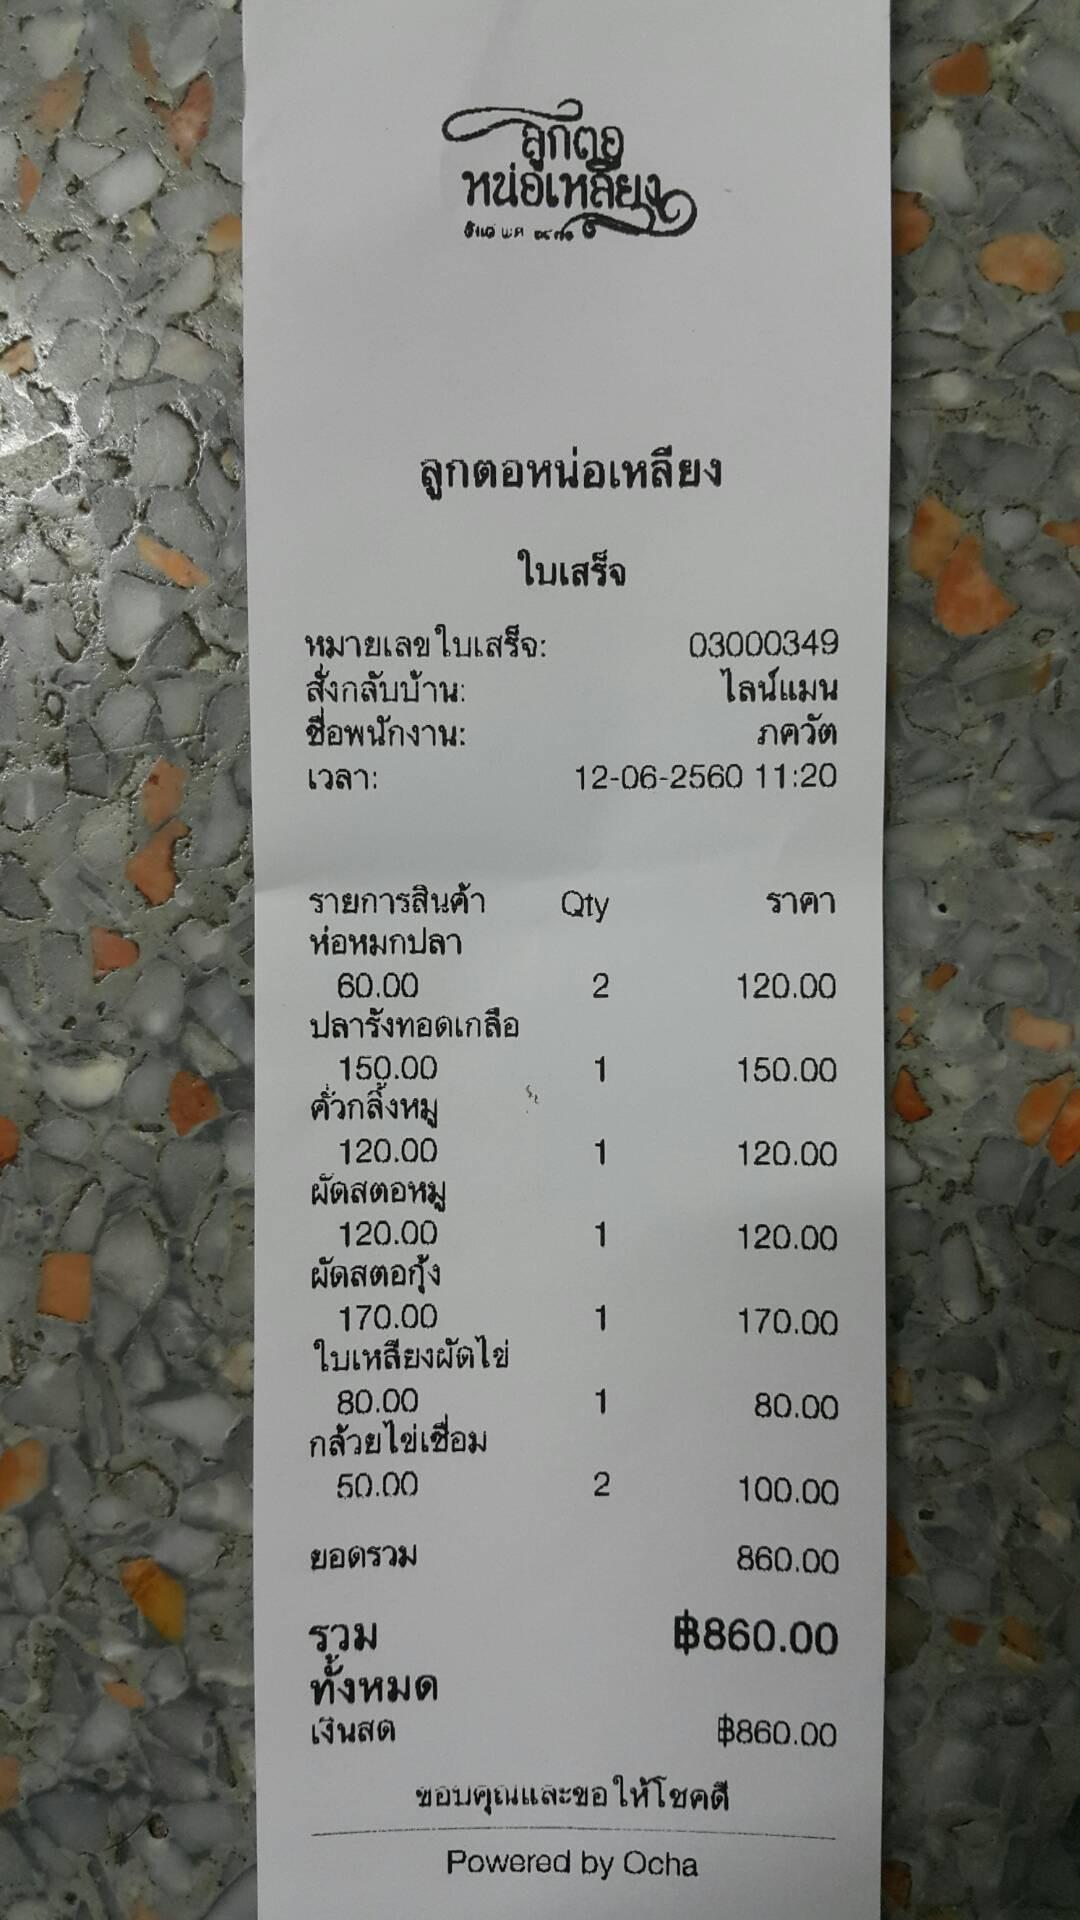 ลูกตอ
หน่อเหลียง
ลูกตอหน่อเหลียง
ใบเสร็จ
หมายเลขใบเสร็จ: 03000349
สั่งกลับบ้าน: ไลน์แมน
ชื่อพนักงาน: ภควัต
เวลา: 12-06-2560 11:20
รายการสินค้า Qty ราคา
ห่อหมกปลา
60.00 2 120.00
ปลารังทอดเกลือ
150.00 1 150.00
คั่วกลิ้งหมู
120.00 1 120.00
ผัดสตอหมู
120.00 1 120.00
ผัดสตอกุ้ง
170.00 1 170.00
ใบเหลียงผัดไข่
80.00 1 80.00
กล้วยไข่เชื่อม
50.00 2 100.00
ยอดรวม 860.00
รวม ฿860.00
ทั้งหมด
เงินสด ฿860.00
ขอบคุณและขอให้โชคดี
Powered by Ocha